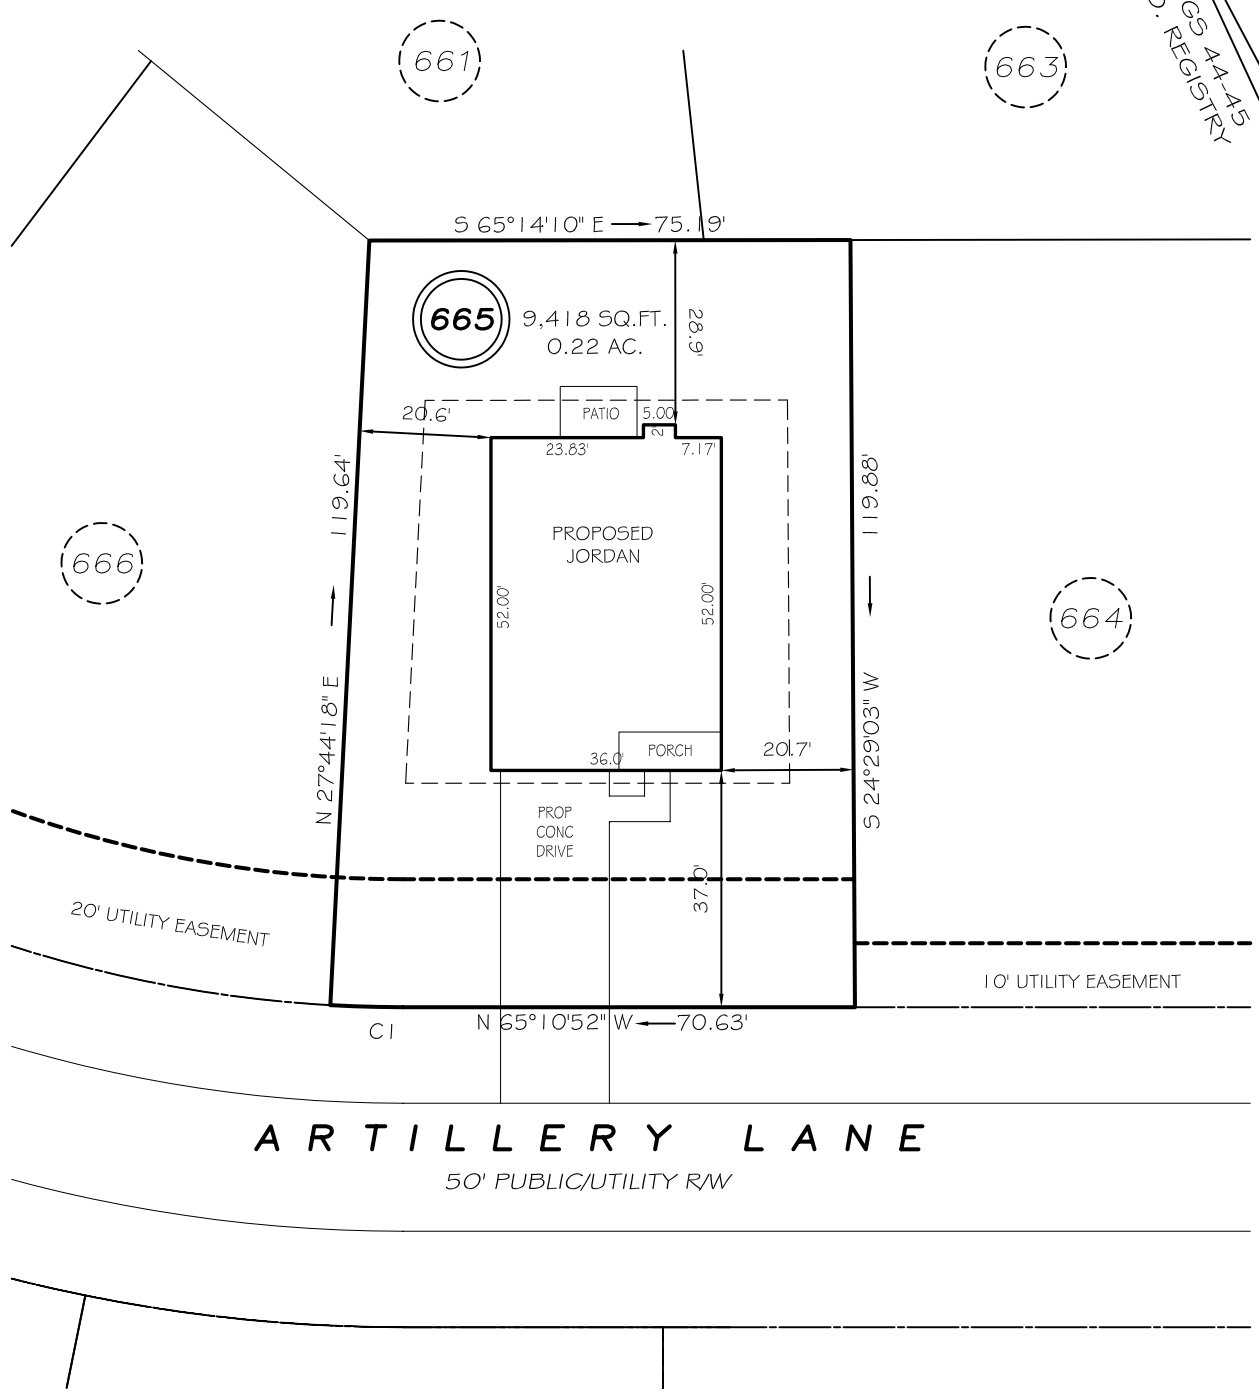 661
663
GS 44-45
O. REGISTRY
S 65°14'10" E 75.19'
665
9,418 SQ.FT.
0.22 AC.
28.9'
20.6'
PATIO
5.00'
2'
23.83'
7.17'
119.64'
119.88'
PROPOSED
JORDAN
666
52.00'
52.00'
664
N 27°44'18" E
S 24°29'03" W
PORCH
36.0'
20.7'
PROP
CONC
DRIVE
37.0'
20' UTILITY EASEMENT
10' UTILITY EASEMENT
C1
N 65°10'52" W 70.63'
ARTILLERY LANE
50' PUBLIC/UTILITY R/W